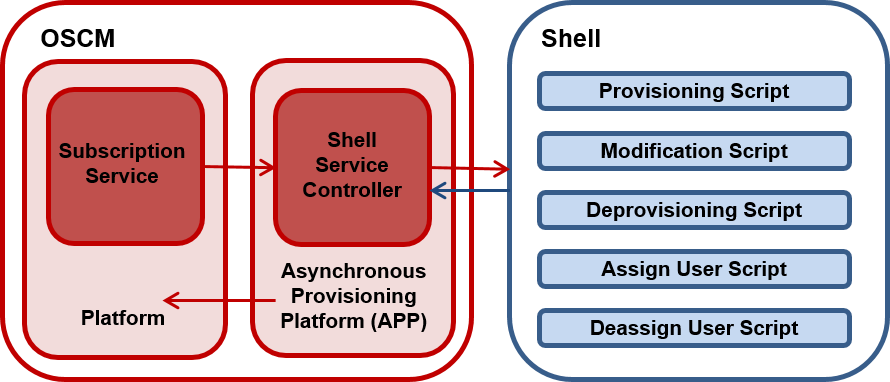 OSCM
Subscription
Service
Platform
Shell
Service
Controller
Asynchronous
Provisioning
Platform (APP)
Shell
Provisioning Script
Modification Script
Deprovisioning Script
Assign User Script
Deassign User Script